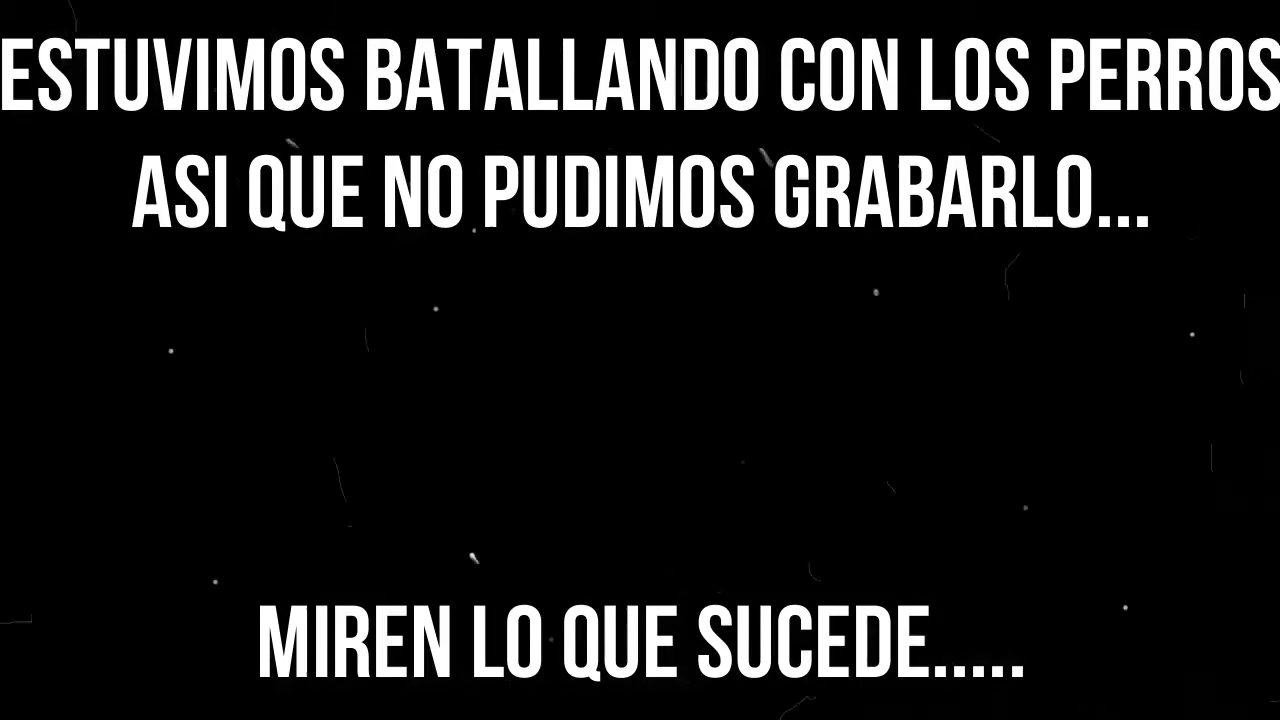 ESTUVIMOS BATALLANDO CON LOS PERROS
ASI QUE NO PUDIMOS GRABARLO...
MIREN LO QUE SUCEDE.....